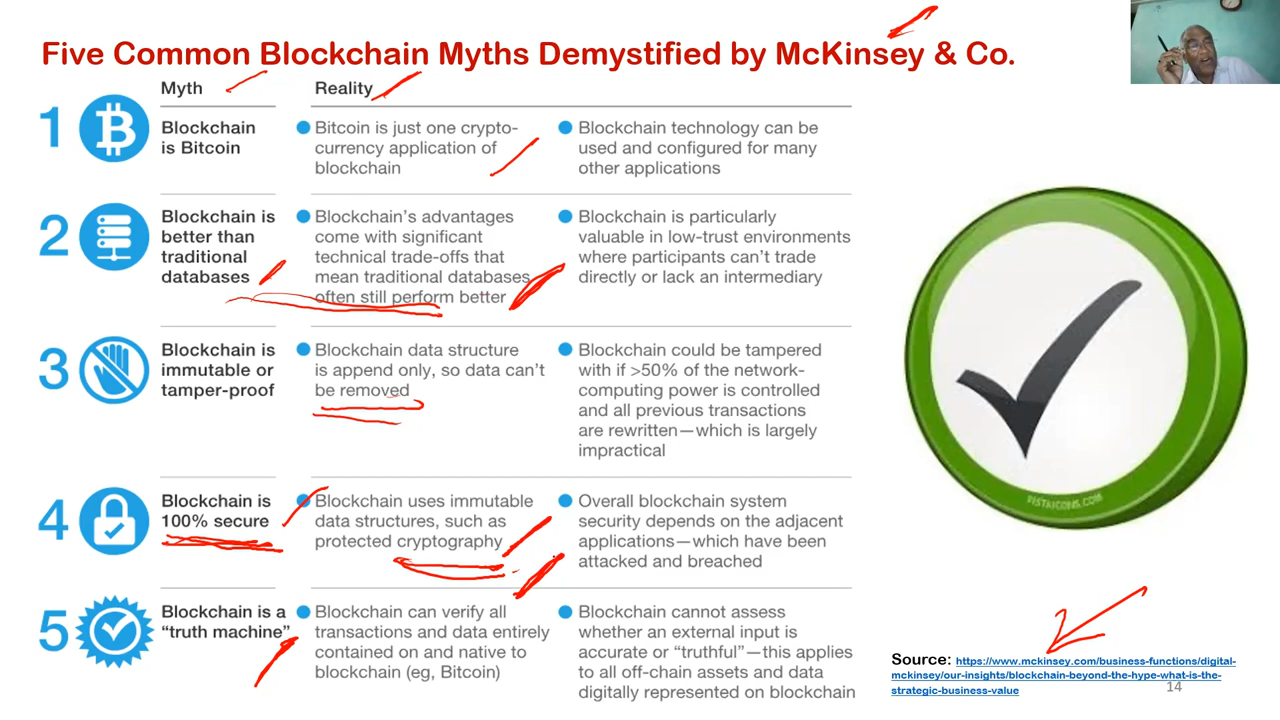 Five Common Blockchain Myths Demystified by McKinsey & Co.
Myth
Reality
1
Blockchain
is Bitcoin
Bitcoin is just one crypto-
currency application of
blockchain
Blockchain technology can be
used and configured for many
other applications
2
Blockchain is
better than
traditional
databases
Blockchain's advantages
come with significant
technical trade-offs that
mean traditional databases
often still perform better
Blockchain is particularly
valuable in low-trust environments
where participants can't trade
directly or lack an intermediary
3
Blockchain is
immutable or
tamper-proof
Blockchain data structure
is append only, so data can't
be removed
Blockchain could be tampered
with if >50% of the network-
computing power is controlled
and all previous transactions
are rewritten—which is largely
impractical
4
Blockchain is
100% secure
Blockchain uses immutable
data structures, such as
protected cryptography
Overall blockchain system
security depends on the adjacent
applications—which have been
attacked and breached
5
Blockchain is a
“truth machine”
Blockchain can verify all
transactions and data entirely
contained on and native to
blockchain (eg, Bitcoin)
Blockchain cannot assess
whether an external input is
accurate or “truthful”—this applies
to all off-chain assets and data
digitally represented on blockchain
Source: https://www.mckinsey.com/business-functions/digital-
mckinsey/our-insights/blockchain-beyond-the-hype-what-is-the-
strategic-business-value
14